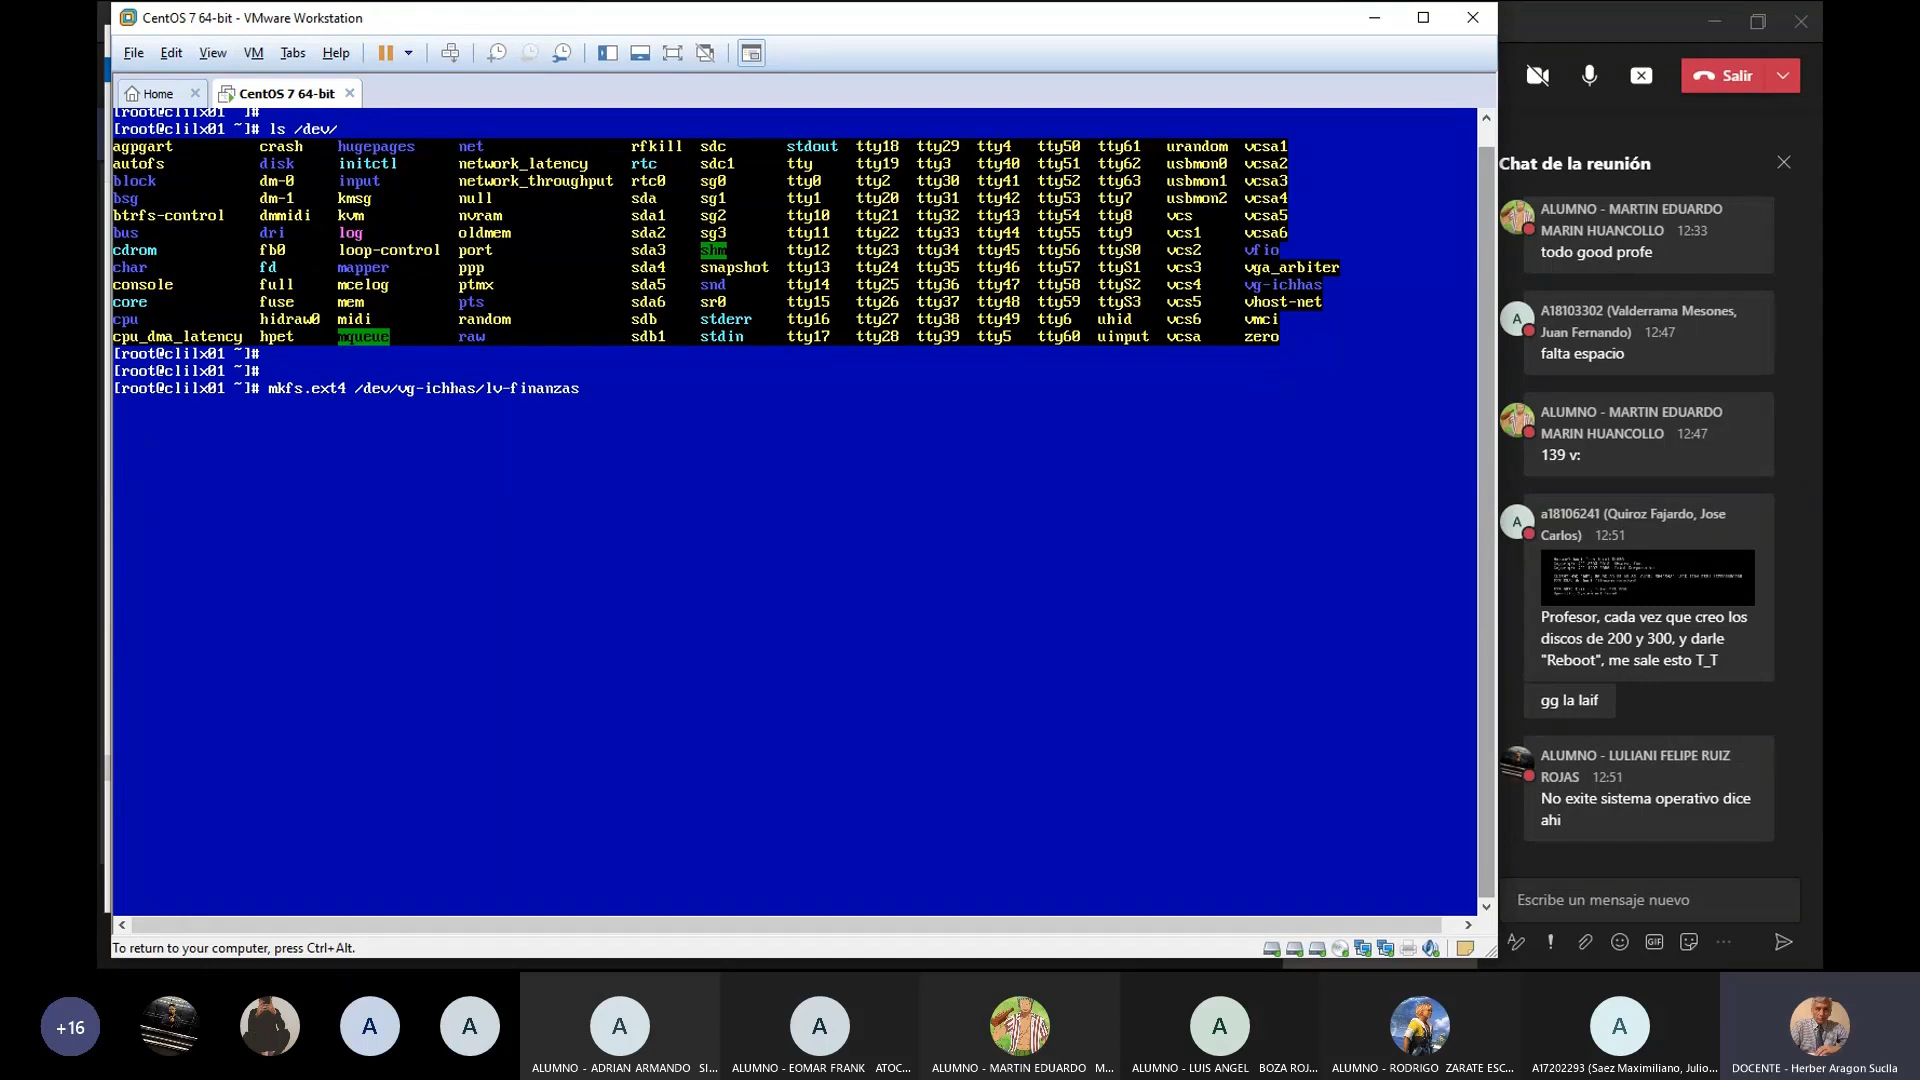 CentOS 7 64-bit - VMware Workstation
File Edit View VM Tabs Help
Home
CentOS 7 64-bit
[root@clilx01 ~]#
[root@clilx01 ~]# ls /dev/
agpgart crash hugepages net rfkill sdc stdout tty18 tty29 tty4 tty50 tty61 urandom vcsa1
autofs disk initctl network_latency rtc sdc1 tty tty19 tty3 tty40 tty51 tty62 usbmon0 vcsa2
block dm-0 input network_throughput rtc0 sg0 tty0 tty2 tty30 tty41 tty52 tty63 usbmon1 vcsa3
bsg dm-1 kmsg null sda sg1 tty1 tty20 tty31 tty42 tty53 tty7 usbmon2 vcsa4
btrfs-control dmmidi kvm nvram sda1 sg2 tty10 tty21 tty32 tty43 tty54 tty8 vcs vcsa5
bus dri log oldmem sda2 sg3 tty11 tty22 tty33 tty44 tty55 tty9 vcs1 vcsa6
cdrom fb0 loop-control port sda3 shm tty12 tty23 tty34 tty45 tty56 ttyS0 vcs2 vfio
char fd mapper ppp sda4 snapshot tty13 tty24 tty35 tty46 tty57 ttyS1 vcs3 vga_arbiter
console full mcelog ptmx sda5 snd tty14 tty25 tty36 tty47 tty58 ttyS2 vcs4 vg-ichhas
core fuse mem pts sda6 sr0 tty15 tty26 tty37 tty48 tty59 ttyS3 vcs5 vhost-net
cpu hidraw0 midi random sdb stderr tty16 tty27 tty38 tty49 tty6 uhid vcs6 vmci
cpu_dma_latency hpet mqueue raw sdb1 stdin tty17 tty28 tty39 tty5 tty60 uinput vcsa zero
[root@clilx01 ~]#
[root@clilx01 ~]#
[root@clilx01 ~]# mkfs.ext4 /dev/vg-ichhas/lv-finanzas
To return to your computer, press Ctrl+Alt.
Salir
Chat de la reunión
ALUMNO - MARTIN EDUARDO
MARIN HUANCOLLO 12:33
todo good profe
A
A18103302 (Valderrama Mesones,
Juan Fernando) 12:47
falta espacio
ALUMNO - MARTIN EDUARDO
MARIN HUANCOLLO 12:47
139 v:
A
a18106241 (Quiroz Fajardo, Jose
Carlos) 12:51
Profesor, cada vez que creo los
discos de 200 y 300, y darle
"Reboot", me sale esto T_T
gg la laif
ALUMNO - LULIANI FELIPE RUIZ
ROJAS 12:51
No exite sistema operativo dice
ahi
Escribe un mensaje nuevo
GIF
+16
A
A
A
ALUMNO - ADRIAN ARMANDO SI...
A
ALUMNO - EOMAR FRANK ATOC...
ALUMNO - MARTIN EDUARDO M...
A
ALUMNO - LUIS ANGEL BOZA ROJ...
ALUMNO - RODRIGO ZARATE ESC...
A
A17202293 (Saez Maximiliano, Julio...
DOCENTE - Herber Aragon Suclla